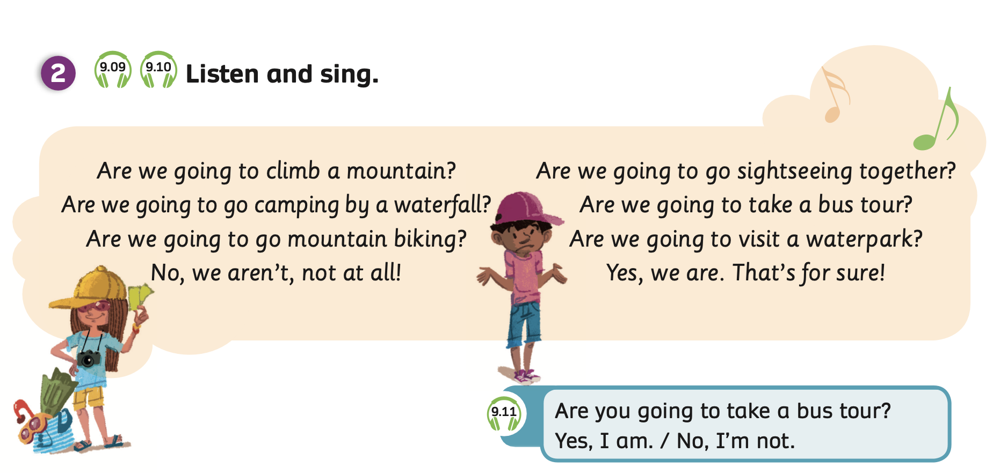 2 9.09 9.10 Listen and sing.
Are we going to climb a mountain?
Are we going to go camping by a waterfall?
Are we going to go mountain biking?
No, we aren't, not at all!
Are we going to go sightseeing together?
Are we going to take a bus tour?
Are we going to visit a waterpark?
Yes, we are. That's for sure!
9.11
Are you going to take a bus tour?
Yes, I am. / No, I'm not.